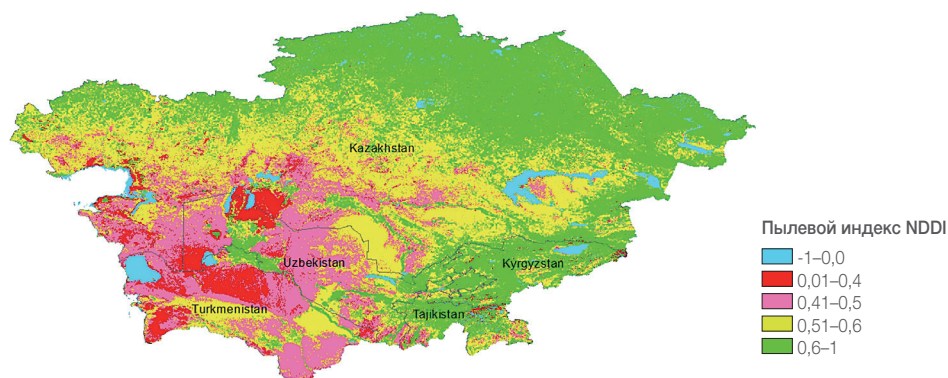 Kazakhstan
Uzbekistan
Kyrgyzstan
Turkmenistan
Tajikistan
Пылевой индекс NDDI
-1–0,0
0,01–0,4
0,41–0,5
0,51–0,6
0,6–1